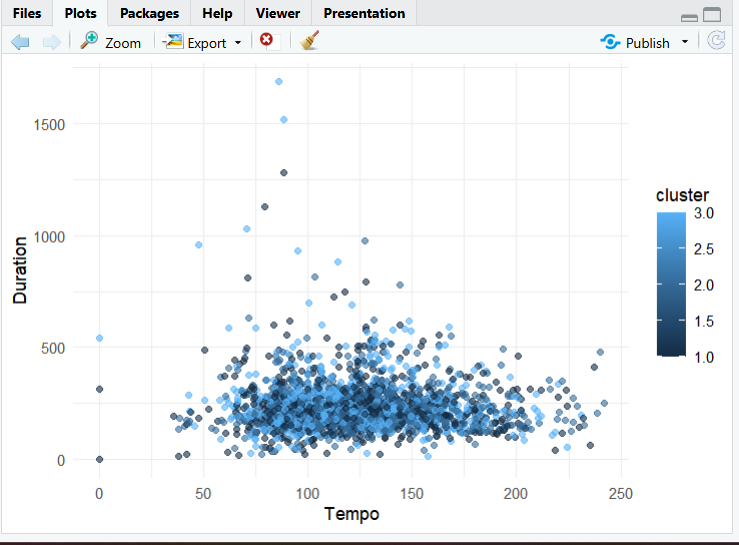 Files Plots Packages Help Viewer Presentation
Zoom Export Publish
1500
1000
500
0
Duration
0 50 100 150 200 250
Tempo
cluster
3.0
2.5
2.0
1.5
1.0